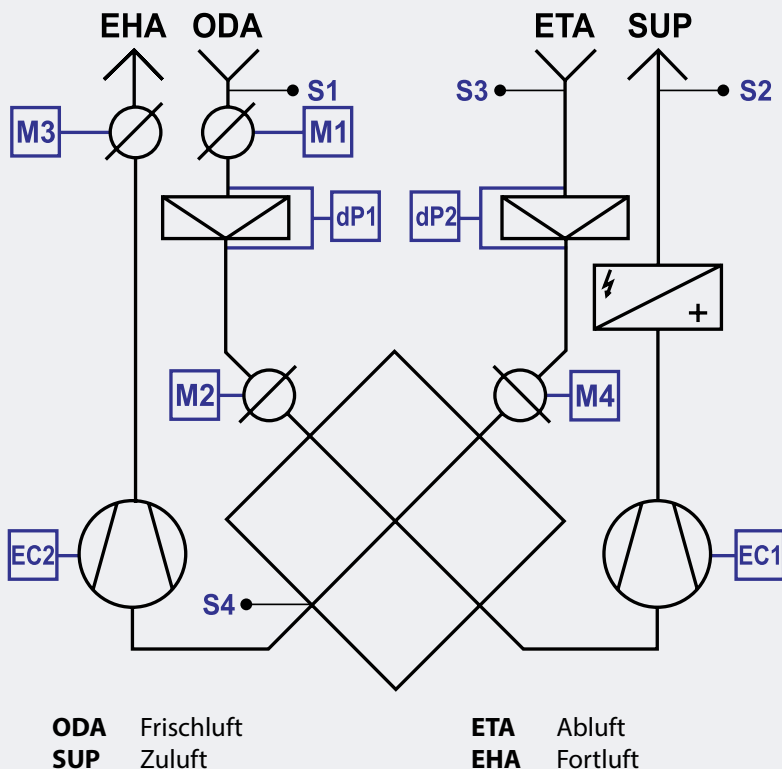 EHA ODA ETA SUP
S1 S3 S2
M3 M1
dP1 dP2
+
M2 M4
EC2 EC1
S4
ODA Frischluft ETA Abluft
SUP Zuluft EHA Fortluft